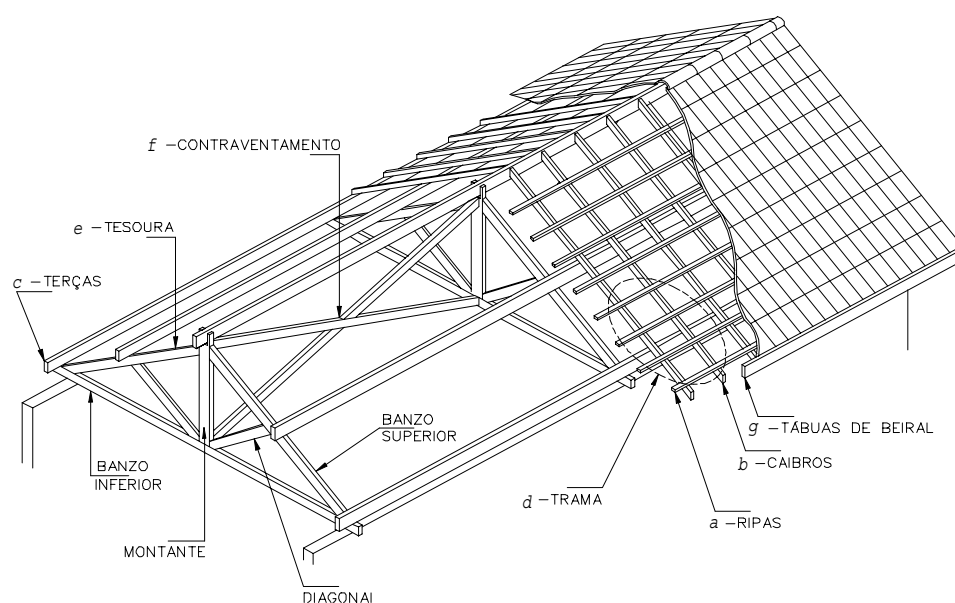 f - CONTRAVENTAMENTO
e - TESOURA
c - TERÇAS
BANZO
SUPERIOR
g - TÁBUAS DE BEIRAL
b - CAIBROS
BANZO
INFERIOR
d - TRAMA
a - RIPAS
MONTANTE
DIAGONAL